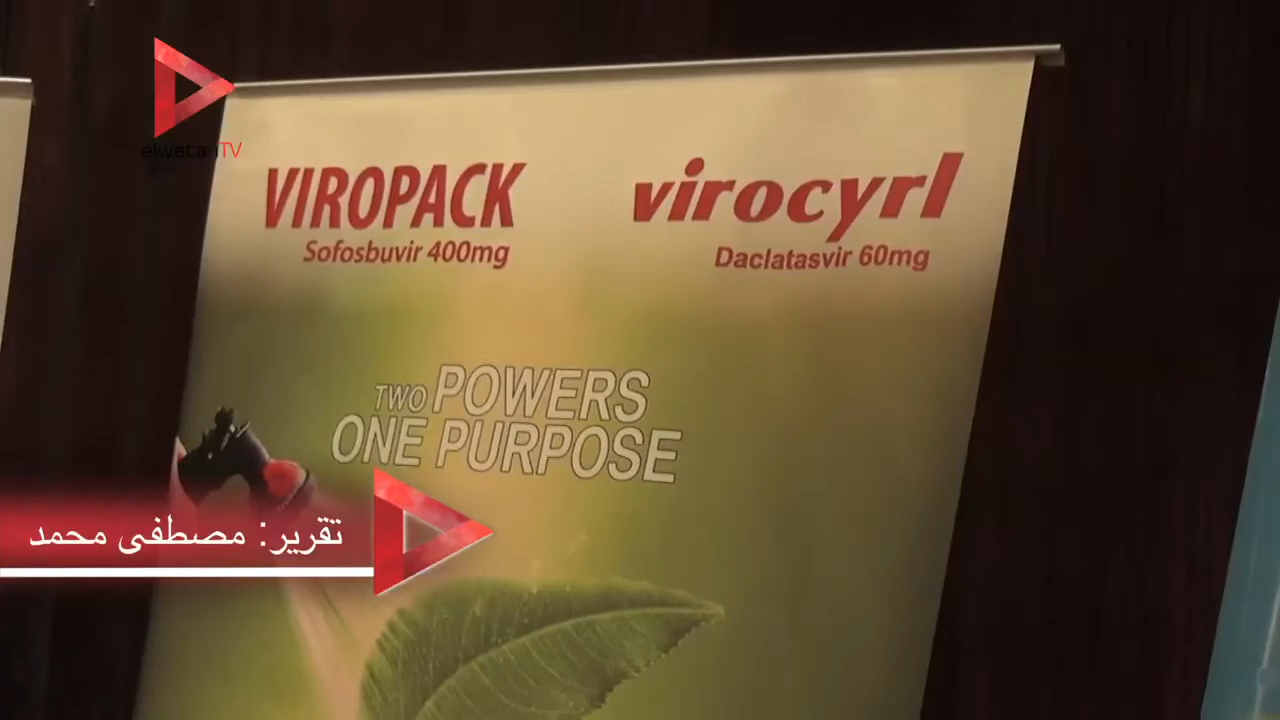 elwatanTV
VIROPACK
Sofosbuvir 400mg
virocyrl
Daclatasvir 60mg
TWO POWERS
ONE PURPOSE
تقرير: مصطفى محمد